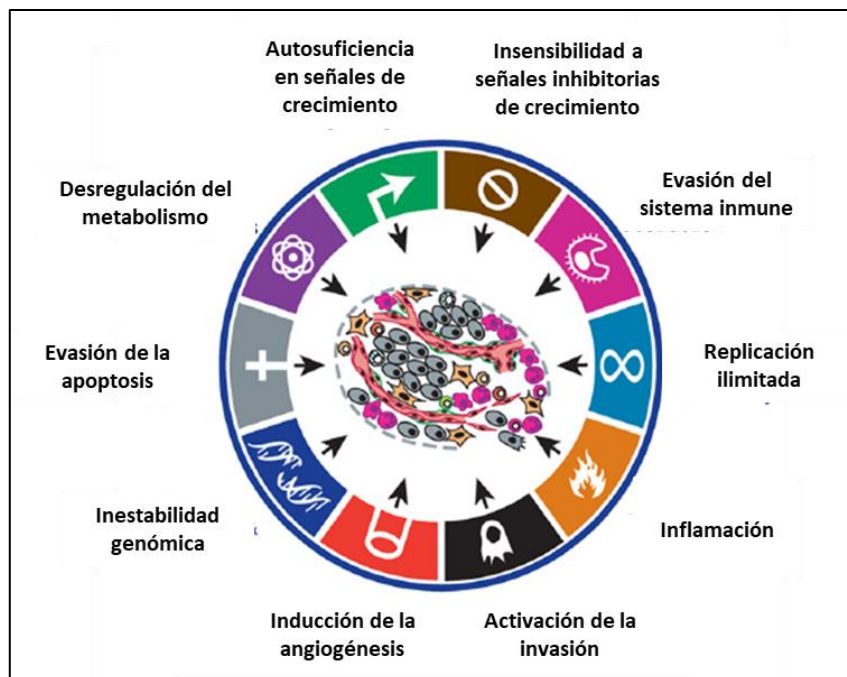 Autosuficiencia
en señales de
crecimiento
Insensibilidad a
señales inhibitorias
de crecimiento
Desregulación del
metabolismo
Evasión del
sistema inmune
Evasión de la
apoptosis
Replicación
ilimitada
Inestabilidad
genómica
Inflamación
Inducción de la
angiogénesis
Activación de la
invasión